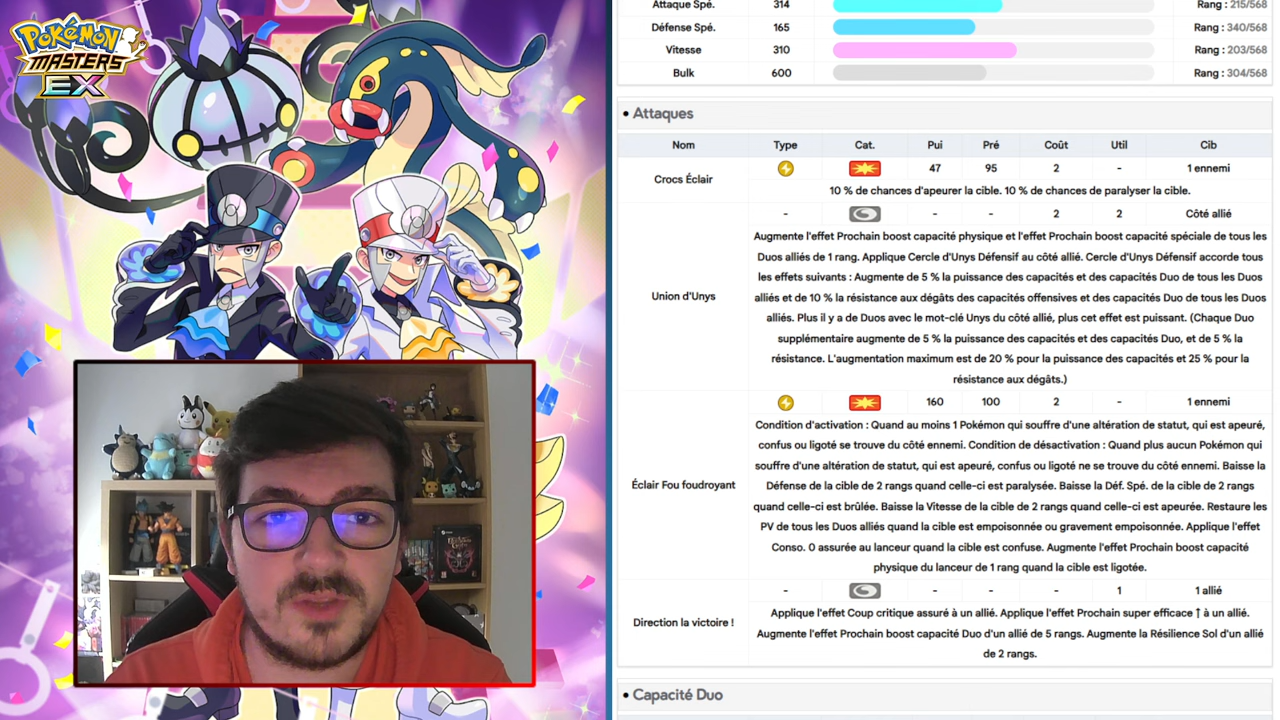 Pokémon
MASTERS
EX
Attaque Spé. 314 Rang : 215/568
Défense Spé. 165 Rang : 340/568
Vitesse 310 Rang : 203/568
Bulk 600 Rang : 304/568
• Attaques
Nom Type Cat. Pui Pré Coût Util Cib
Crocs Éclair 47 95 2 - 1 ennemi
10 % de chances d'apeurer la cible. 10 % de chances de paralyser la cible.
Union d'Unys - - - 2 2 Côté allié
Augmente l'effet Prochain boost capacité physique et l'effet Prochain boost capacité spéciale de tous les
Duos alliés de 1 rang. Applique Cercle d'Unys Défensif au côté allié. Cercle d'Unys Défensif accorde tous
les effets suivants : Augmente de 5 % la puissance des capacités et des capacités Duo de tous les Duos
alliés et de 10 % la résistance aux dégâts des capacités offensives et des capacités Duo de tous les Duos
alliés. Plus il y a de Duos avec le mot-clé Unys du côté allié, plus cet effet est puissant. (Chaque Duo
supplémentaire augmente de 5 % la puissance des capacités et des capacités Duo, et de 5 % la
résistance. L'augmentation maximum est de 20 % pour la puissance des capacités et 25 % pour la
résistance aux dégâts.)
Éclair Fou foudroyant 160 100 2 - 1 ennemi
Condition d'activation : Quand au moins 1 Pokémon qui souffre d'une altération de statut, qui est apeuré,
confus ou ligoté se trouve du côté ennemi. Condition de désactivation : Quand plus aucun Pokémon qui
souffre d'une altération de statut, qui est apeuré, confus ou ligoté ne se trouve du côté ennemi. Baisse la
Défense de la cible de 2 rangs quand celle-ci est paralysée. Baisse la Déf. Spé. de la cible de 2 rangs
quand celle-ci est brûlée. Baisse la Vitesse de la cible de 2 rangs quand celle-ci est apeurée. Restaure les
PV de tous les Duos alliés quand la cible est empoisonnée ou gravement empoisonnée. Applique l'effet
Conso. 0 assurée au lanceur quand la cible est confuse. Augmente l'effet Prochain boost capacité
physique du lanceur de 1 rang quand la cible est ligotée.
Direction la victoire ! - - - - 1 1 allié
Applique l'effet Coup critique assuré à un allié. Applique l'effet Prochain super efficace ↑ à un allié.
Augmente l'effet Prochain boost capacité Duo d'un allié de 5 rangs. Augmente la Résilience Sol d'un allié
de 2 rangs.
• Capacité Duo